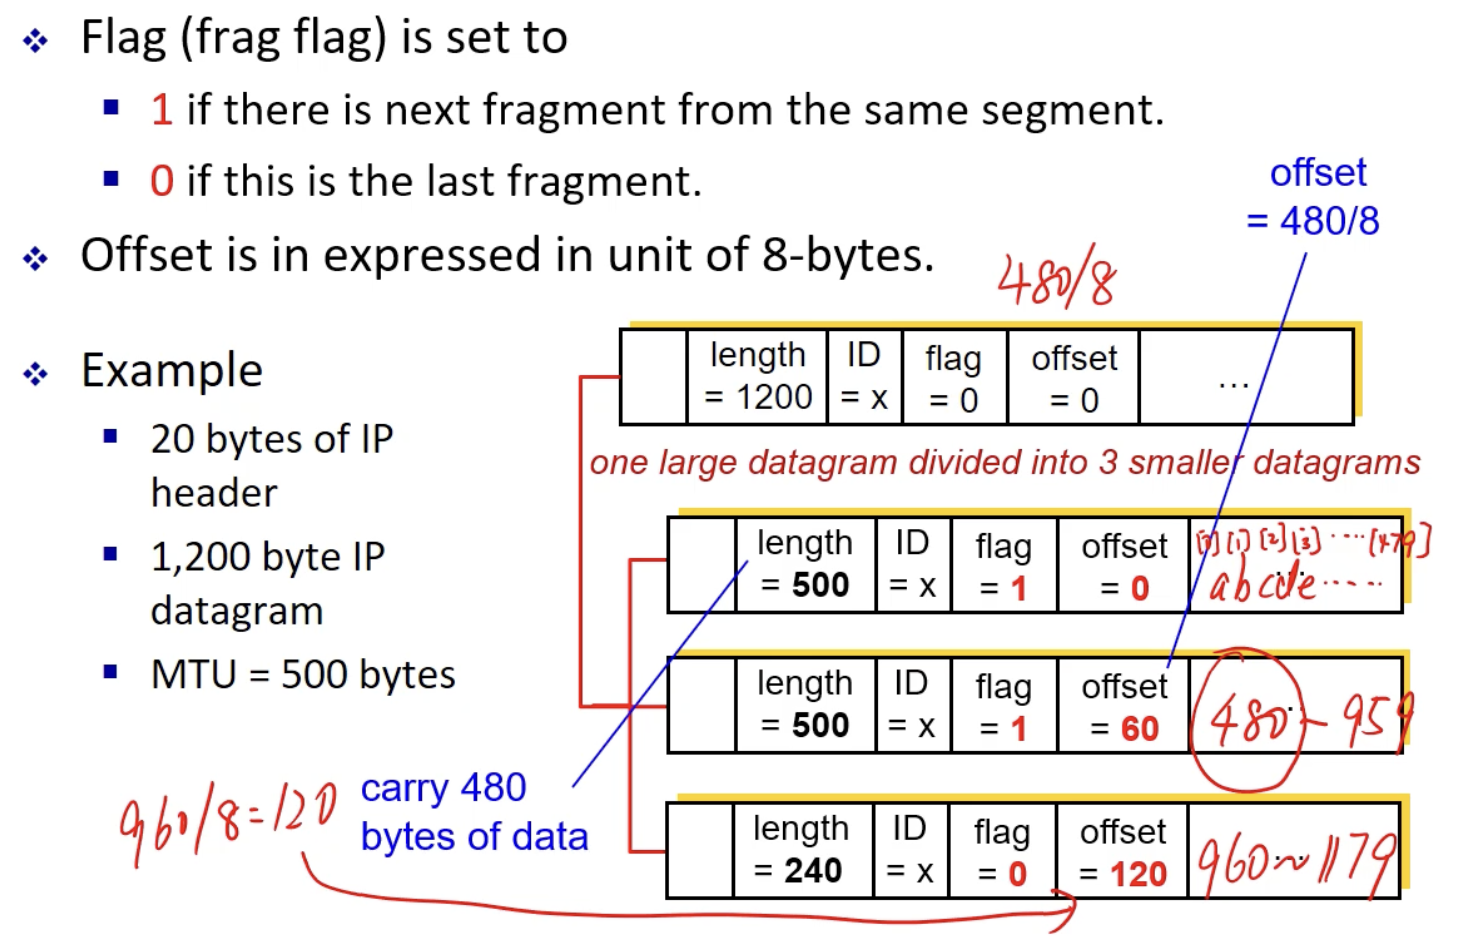 Flag (frag flag) is set to
1 if there is next fragment from the same segment.
0 if this is the last fragment.
offset
= 480/8
Offset is in expressed in unit of 8-bytes.
480/8
Example
20 bytes of IP
header
1,200 byte IP
datagram
MTU = 500 bytes
length ID flag offset
= 1200 = x = 0 = 0 ...
one large datagram divided into 3 smaller datagrams
length ID flag offset [0] [1] [2] [3] ···· [479]
= 500 = x = 1 = 0 abcde·····
length ID flag offset
= 500 = x = 1 = 60 480 ~ 959
carry 480
bytes of data
960/8=120
length ID flag offset
= 240 = x = 0 = 120 960~1179